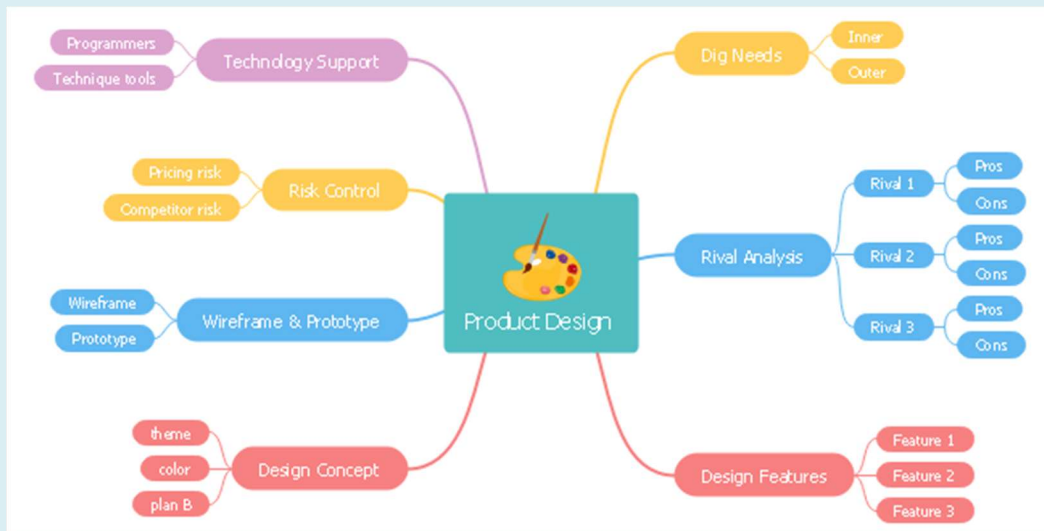 Product Design
Technology Support
Programmers
Technique tools
Risk Control
Pricing risk
Competitor risk
Wireframe & Prototype
Wireframe
Prototype
Design Concept
theme
color
plan B
Dig Needs
Inner
Outer
Rival Analysis
Rival 1
Pros
Cons
Rival 2
Pros
Cons
Rival 3
Pros
Cons
Design Features
Feature 1
Feature 2
Feature 3